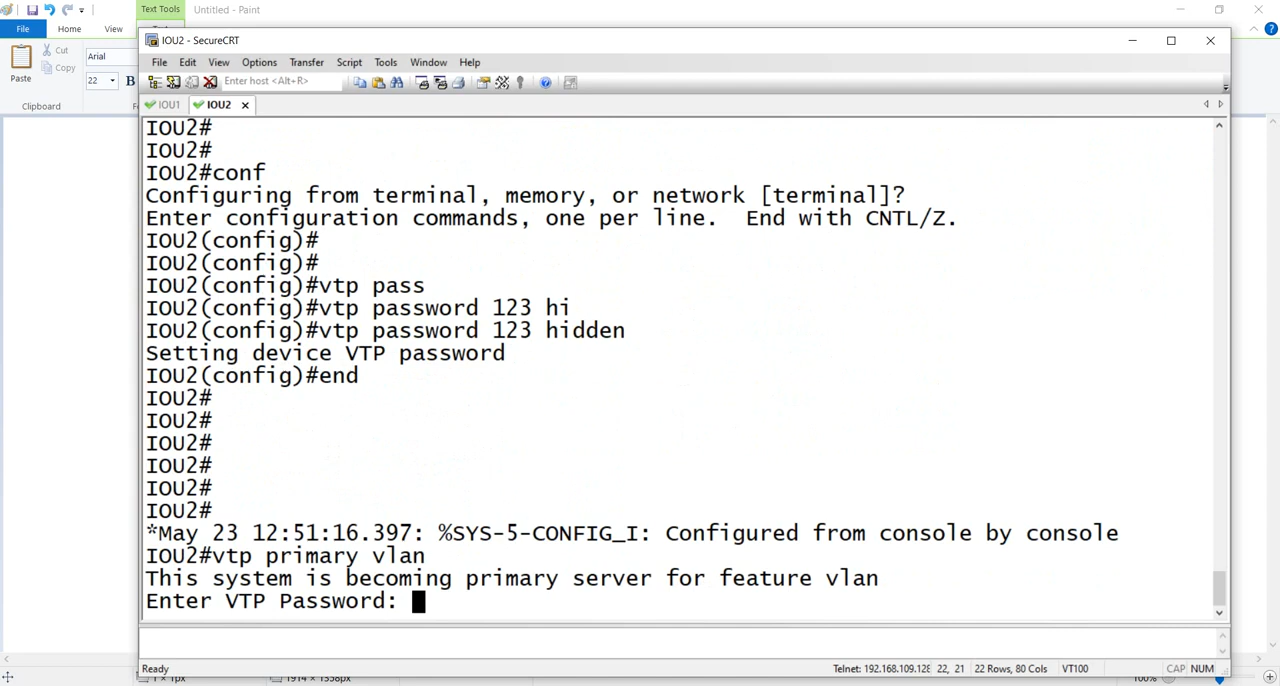 Text Tools
Untitled - Paint
File
Home
View
Text
Paste
Cut
Copy
Arial
22
B
Clipboard
IOU2 - SecureCRT
File Edit View Options Transfer Script Tools Window Help
Enter host <Alt+R>
IOU1
IOU2
IOU2#
IOU2#
IOU2#conf
Configuring from terminal, memory, or network [terminal]?
Enter configuration commands, one per line.  End with CNTL/Z.
IOU2(config)#
IOU2(config)#
IOU2(config)#vtp pass
IOU2(config)#vtp password 123 hi
IOU2(config)#vtp password 123 hidden
Setting device VTP password
IOU2(config)#end
IOU2#
IOU2#
IOU2#
IOU2#
IOU2#
IOU2#
*May 23 12:51:16.397: %SYS-5-CONFIG_I: Configured from console by console
IOU2#vtp primary vlan
This system is becoming primary server for feature vlan
Enter VTP Password:
Ready
Telnet: 192.168.109.128
22, 21
22 Rows, 80 Cols
VT100
CAP
NUM
1 × 1px
1914 × 1358px
100%